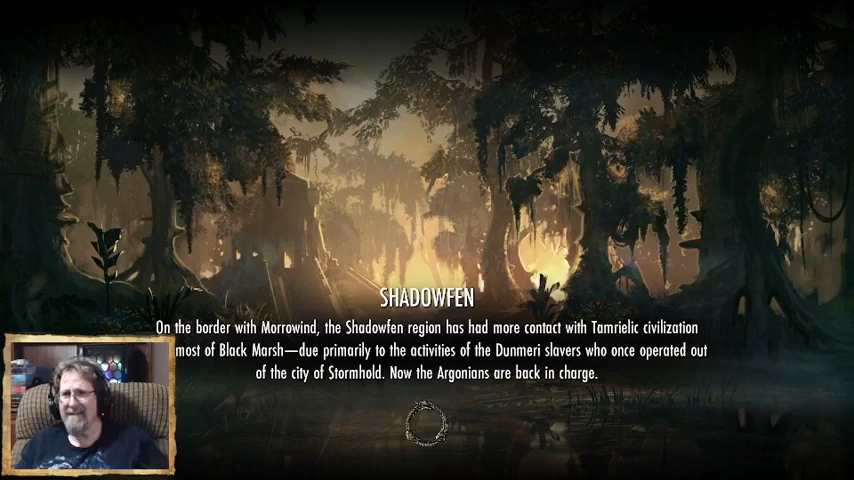 SHADOWFEN
On the border with Morrowind, the Shadowfen region has had more contact with Tamrielic civilization
most of Black Marsh—due primarily to the activities of the Dunmeri slavers who once operated out
of the city of Stormhold. Now the Argonians are back in charge.